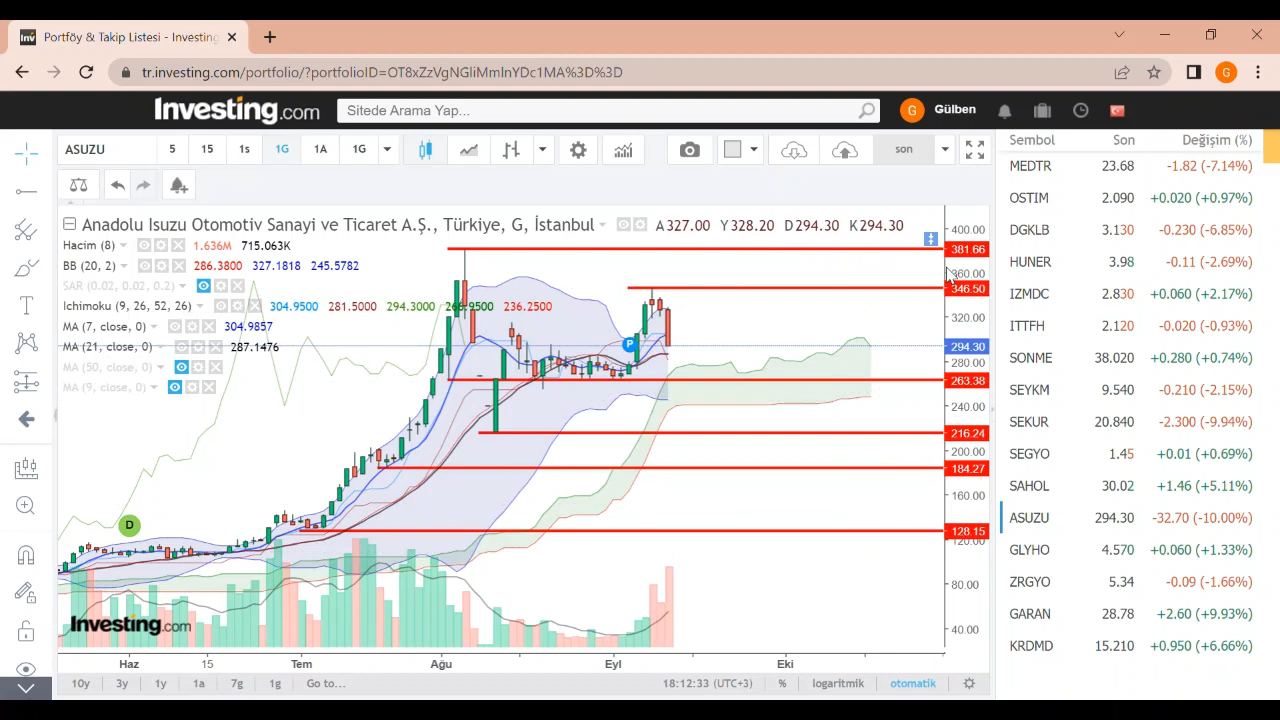 Portföy & Takip Listesi - Investing
tr.investing.com/portfolio/?portfolioID=OT8xZzVgNGliMmlnYDc1MA%3D%3D
G
Investing.com
Sitede Arama Yap...
G
Gülben
ASUZU
5
15
1s
1G
1A
1G
son
Anadolu Isuzu Otomotiv Sanayi ve Ticaret A.Ş., Türkiye, G, İstanbul
A327.00 Y328.20 D294.30 K294.30
Hacim (8) 1.636M 715.063K
BB (20, 2) 286.3800 327.1818 245.5782
SAR (0.02, 0.02, 0.2)
Ichimoku (9, 26, 52, 26) 304.9500 281.5000 294.3000 236.2500
MA (7, close, 0) 304.9857
MA (21, close, 0) 287.1476
MA (50, close, 0)
MA (9, close, 0)
400.00
381.66
360.00
346.50
320.00
294.30
280.00
263.38
240.00
216.24
200.00
184.27
160.00
128.15
120.00
80.00
40.00
P
D
Investing.com
Haz 15 Tem Ağu Eyl Eki
10y 3y 1y 1a 7g 1g Go to...
18:12:33 (UTC+3) % logaritmik otomatik
Sembol Son Değişim (%)
MEDTR 23.68 -1.82 (-7.14%)
OSTIM 2.090 +0.020 (+0.97%)
DGKLB 3.130 -0.230 (-6.85%)
HUNER 3.98 -0.11 (-2.69%)
IZMDC 2.830 +0.060 (+2.17%)
ITTFH 2.120 -0.020 (-0.93%)
SONME 38.020 +0.280 (+0.74%)
SEYKM 9.540 -0.210 (-2.15%)
SEKUR 20.840 -2.300 (-9.94%)
SEGYO 1.45 +0.01 (+0.69%)
SAHOL 30.02 +1.46 (+5.11%)
ASUZU 294.30 -32.70 (-10.00%)
GLYHO 4.570 +0.060 (+1.33%)
ZRGYO 5.34 -0.09 (-1.66%)
GARAN 28.78 +2.60 (+9.93%)
KRDMD 15.210 +0.950 (+6.66%)